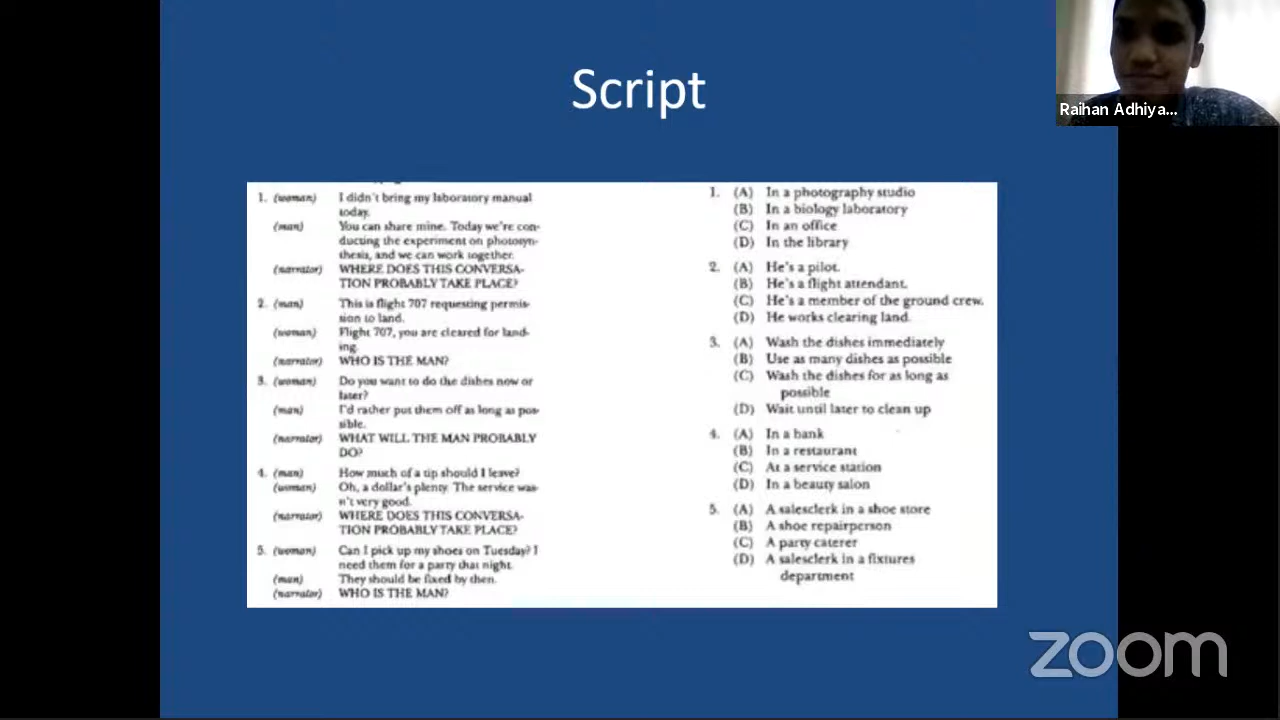 Script
Raihan Adhiya...
1. (woman) I didn't bring my laboratory manual
today.
(man) You can share mine. Today we're con-
ducting the experiment on photosyn-
thesis, and we can work together.
(narrator) WHERE DOES THIS CONVERSA-
TION PROBABLY TAKE PLACE?
2. (man) This is flight 707 requesting permis-
sion to land.
(woman) Flight 707, you are cleared for land-
ing.
(narrator) WHO IS THE MAN?
3. (woman) Do you want to do the dishes now or
later?
(man) I'd rather put them off as long as pos-
sible.
(narrator) WHAT WILL THE MAN PROBABLY
DO?
4. (man) How much of a tip should I leave?
(woman) Oh, a dollar's plenty. The service was-
n't very good.
(narrator) WHERE DOES THIS CONVERSA-
TION PROBABLY TAKE PLACE?
5. (woman) Can I pick up my shoes on Tuesday? I
need them for a party that night.
(man) They should be fixed by then.
(narrator) WHO IS THE MAN?
1. (A) In a photography studio
(B) In a biology laboratory
(C) In an office
(D) In the library
2. (A) He's a pilot.
(B) He's a flight attendant.
(C) He's a member of the ground crew.
(D) He works clearing land.
3. (A) Wash the dishes immediately
(B) Use as many dishes as possible
(C) Wash the dishes for as long as
possible
(D) Wait until later to clean up
4. (A) In a bank
(B) In a restaurant
(C) At a service station
(D) In a beauty salon
5. (A) A salesclerk in a shoe store
(B) A shoe repairperson
(C) A party caterer
(D) A salesclerk in a fixtures
department
zoom